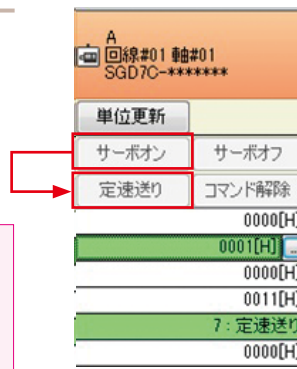 A
回線#01 軸#01
SGD7C-*******
単位更新
サーボオン サーボオフ
定速送り コマンド解除
0000[H]
0001[H] ...
0000[H]
0011[H]
7 : 定速送り
0000[H]